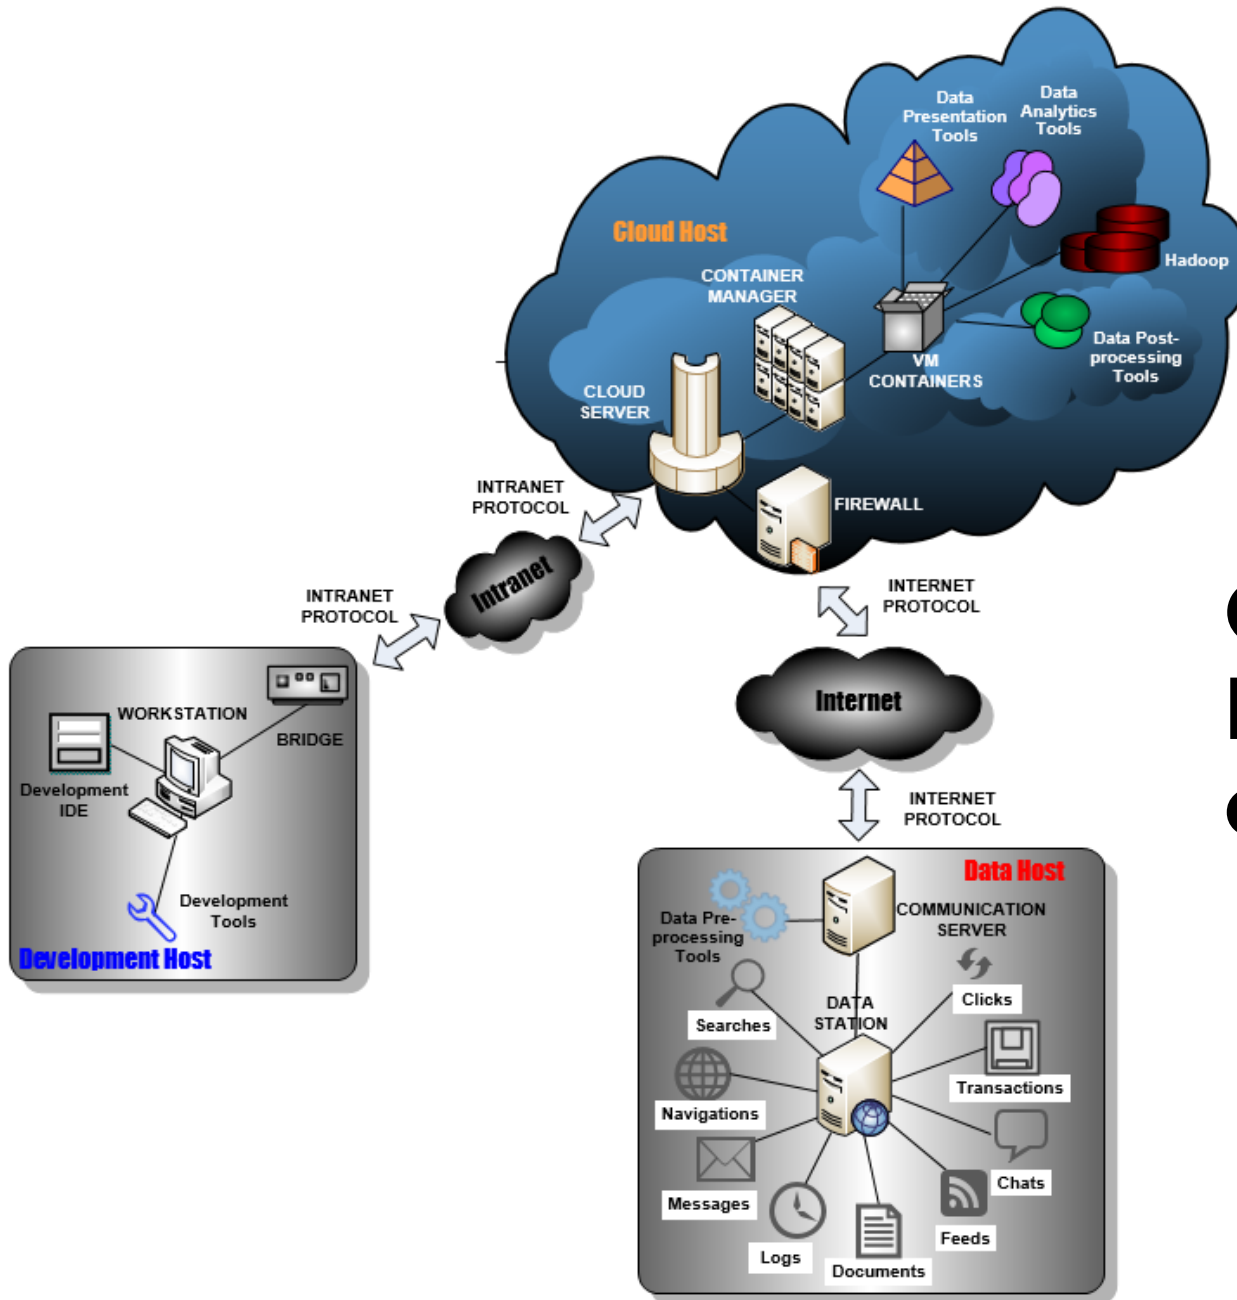 Data
Presentation
Tools
Data
Analytics
Tools
Cloud Host
Hadoop
CONTAINER
MANAGER
Data Post-
processing
Tools
VM
CONTAINERS
CLOUD
SERVER
INTRANET
PROTOCOL
FIREWALL
Intranet
INTRANET
PROTOCOL
INTERNET
PROTOCOL
Internet
WORKSTATION
BRIDGE
Development
IDE
Development
Tools
Development Host
INTERNET
PROTOCOL
Data Host
Data Pre-
processing
Tools
COMMUNICATION
SERVER
DATA
STATION
Searches
Clicks
Navigations
Transactions
Messages
Chats
Logs
Documents
Feeds